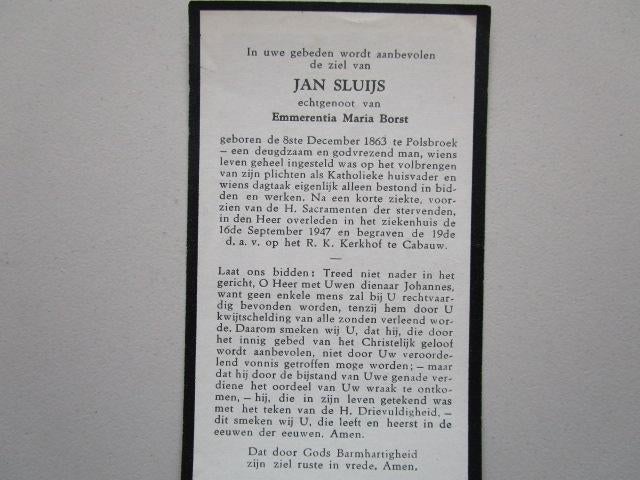 In uwe gebeden wordt aanbevolen
de ziel van
JAN SLUIJS
echtgenoot van
Emmerentia Maria Borst
geboren de 8ste December 1863 te Polsbroek
— een deugdzaam en godvrezend man, wiens
leven geheel ingesteld was op het volbrengen
van zijn plichten als Katholieke huisvader en
wiens dagtaak eigenlijk alleen bestond in bid-
den en werken. Na een korte ziekte, voor-
zien van de H. Sacramenten der stervenden,
in den Heer overleden in het ziekenhuis de
16de September 1947 en begraven de 19de
d. a. v. op het R. K. Kerkhof te Cabauw.
—
Laat ons bidden: Treed niet nader in het
gericht, O Heer met Uwen dienaar Johannes,
want geen enkele mens zal bij U rechtvaar-
dig bevonden worden, tenzij hem door U
kwijtschelding van alle zonden verleend wor-
de. Daarom smeken wij U, dat hij, die door
het innig gebed van het Christelijk geloof
wordt aanbevolen, niet door Uw veroorde-
lend vonnis getroffen moge worden; — maar
dat hij door de bijstand van Uwe genade ver-
diene het oordeel van Uw wraak te ontko-
men, — hij, die in zijn leven getekend was
met het teken van de H. Drievuldigheid. —
dit smeken wij U, die leeft en heerst in de
eeuwen der eeuwen. Amen.
Dat door Gods Barmhartigheid
zijn ziel ruste in vrede. Amen.